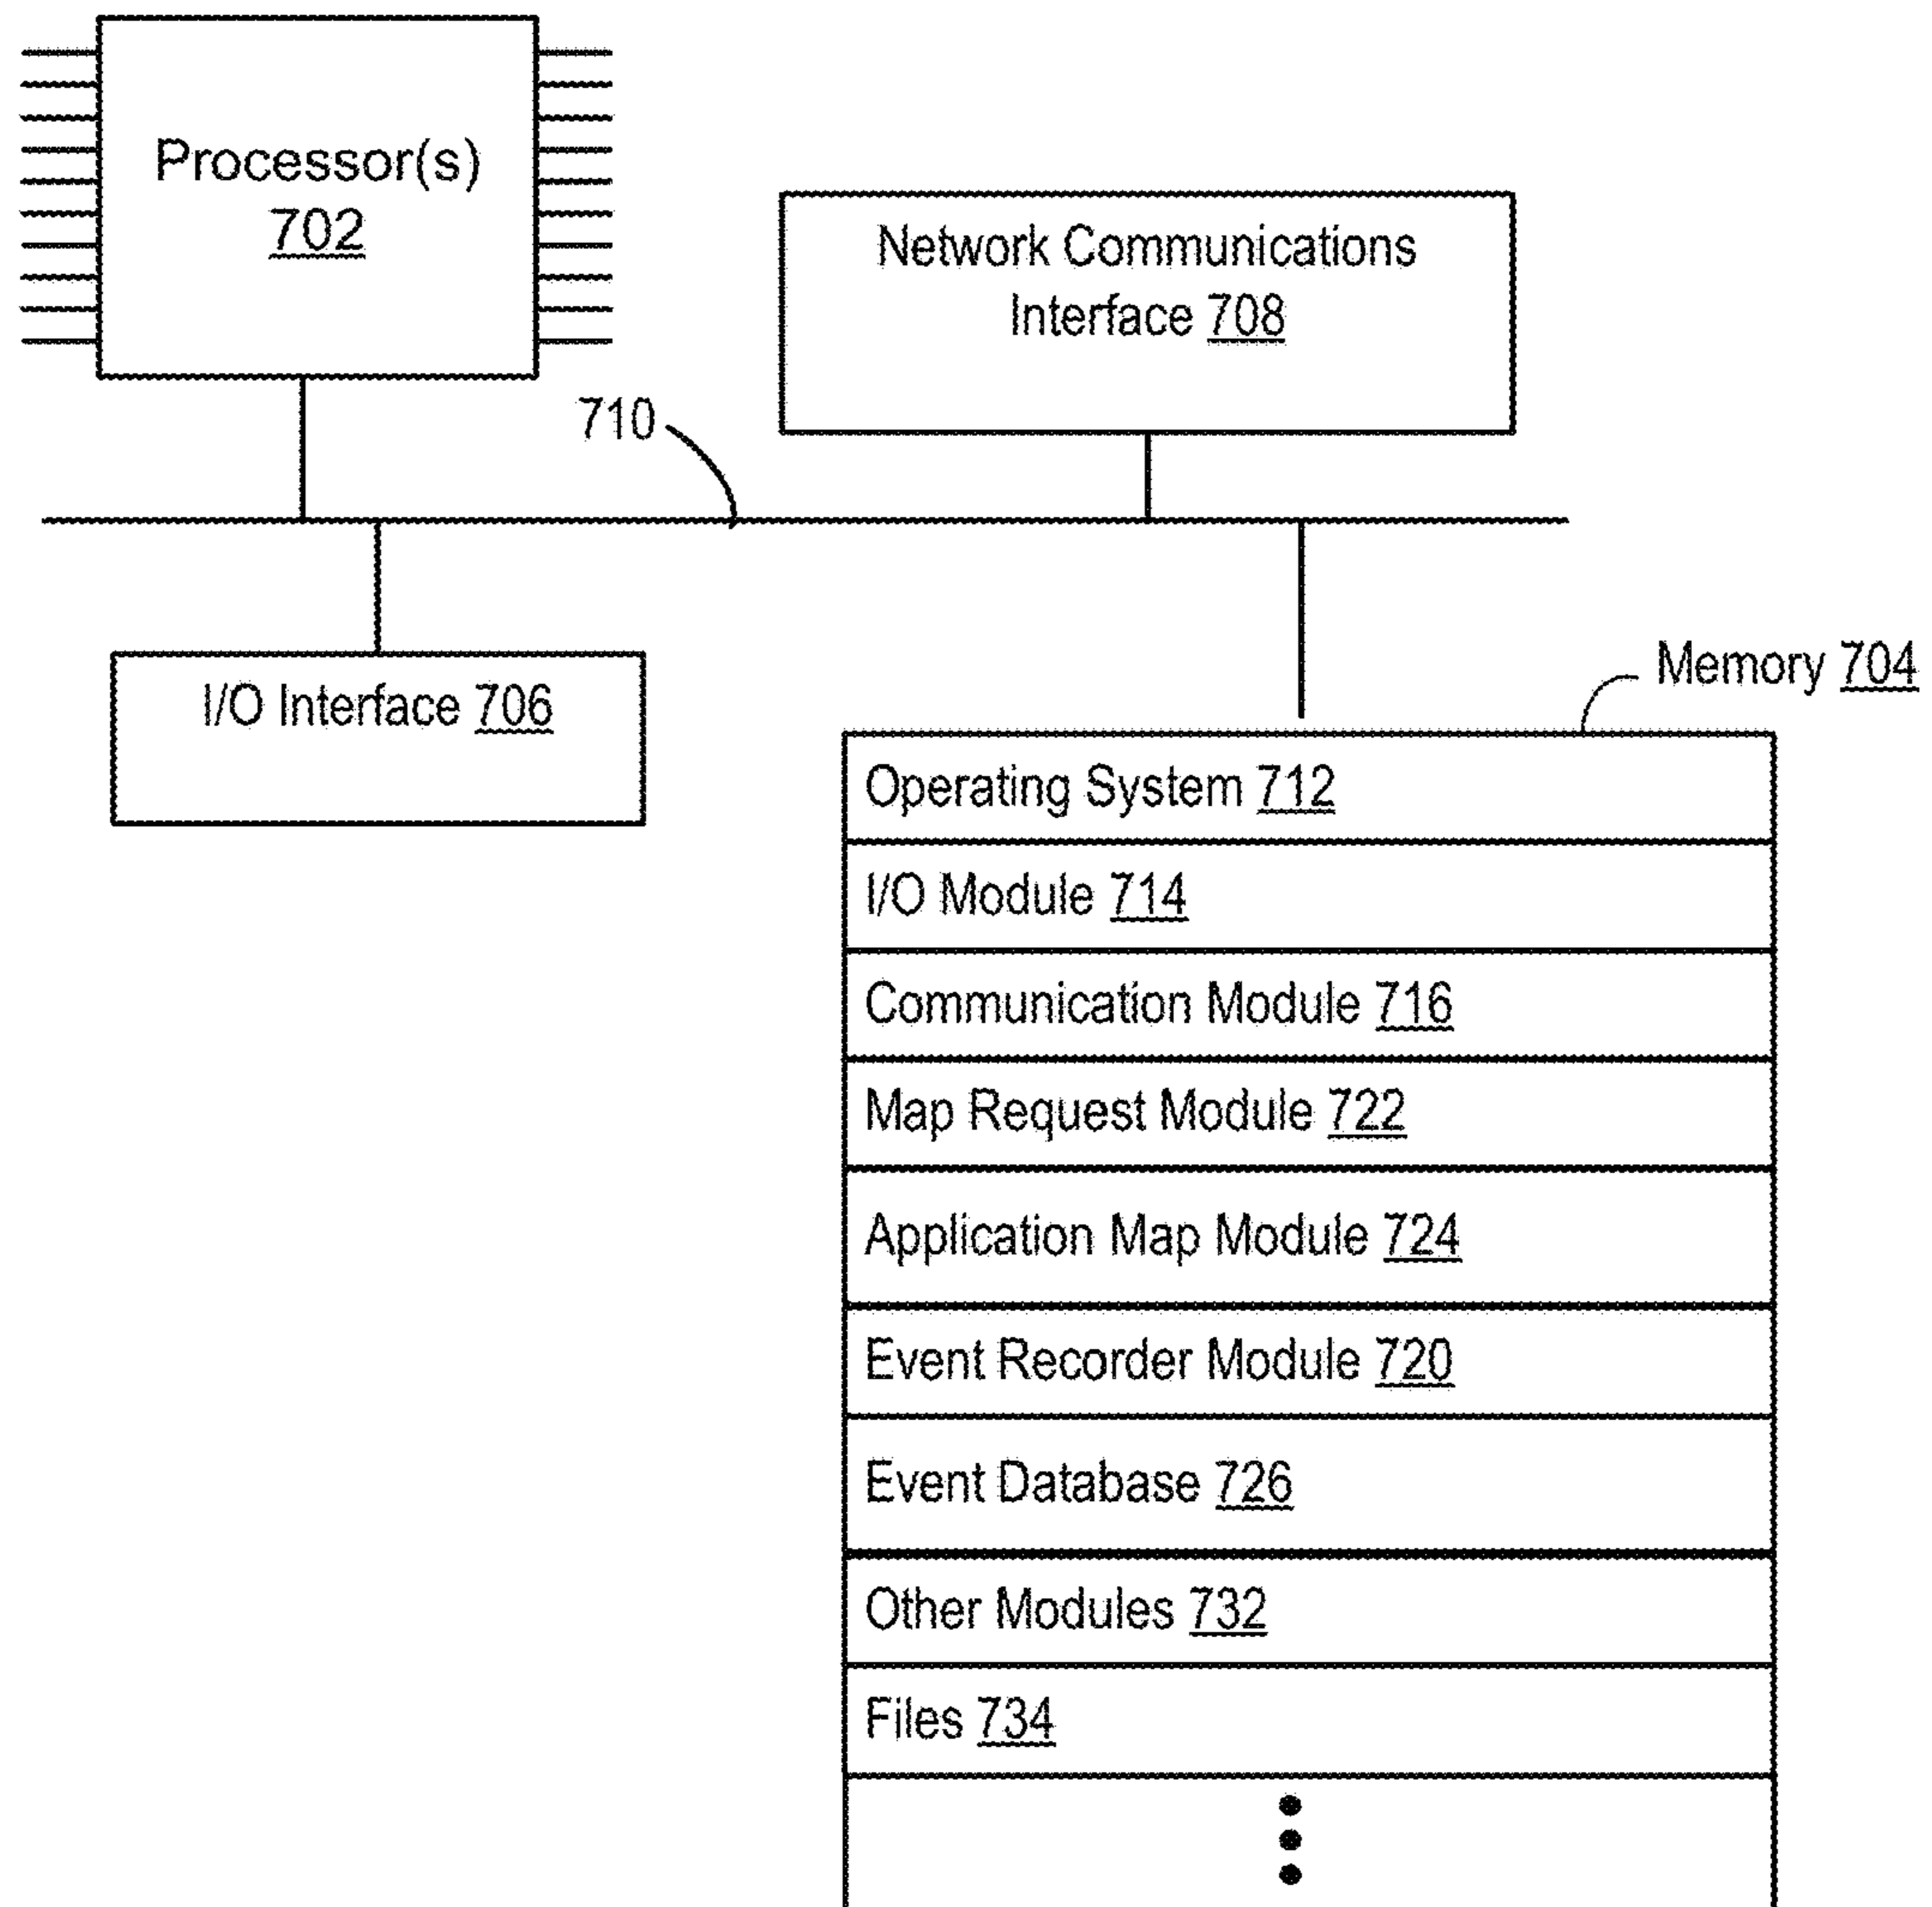 Processor(s)
702
Network Communications
Interface 708
710
I/O Interface 706
Memory 704
Operating System 712
I/O Module 714
Communication Module 716
Map Request Module 722
Application Map Module 724
Event Recorder Module 720
Event Database 726
Other Modules 732
Files 734